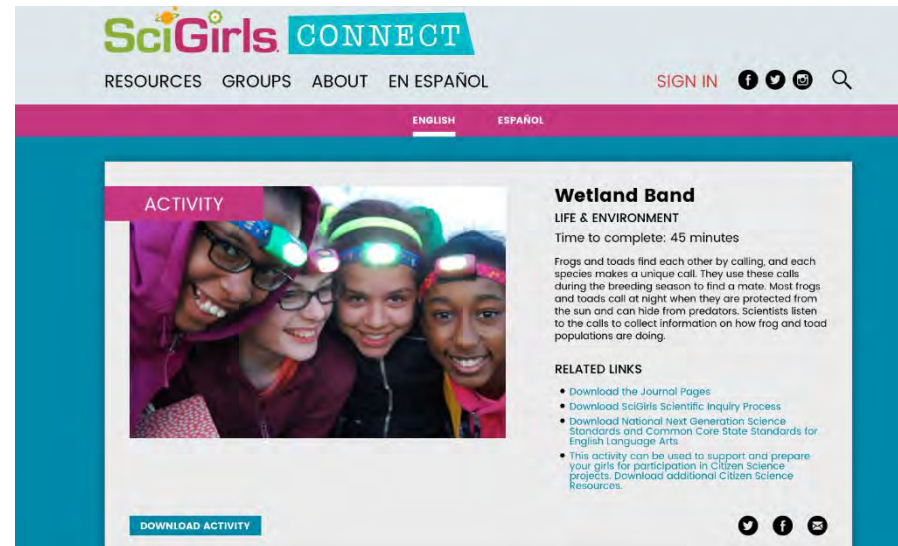 SciGirls CONNECT
RESOURCES GROUPS ABOUT EN ESPAÑOL SIGN IN
ENGLISH ESPAÑOL
ACTIVITY
Wetland Band
LIFE & ENVIRONMENT
Time to complete: 45 minutes
Frogs and toads find each other by calling, and each
species makes a unique call. They use these calls
during the breeding season to find a mate. Most frogs
and toads call at night when they are protected from
the sun and can hide from predators. Scientists listen
to the calls to collect information on how frog and toad
populations are doing.
RELATED LINKS
• Download the Journal Pages
• Download SciGirls Scientific Inquiry Process
• Download National Next Generation Science
Standards and Common Core State Standards for
English Language Arts
• This activity can be used to support and prepare
your girls for participation in Citizen Science
projects. Download additional Citizen Science
Resources.
DOWNLOAD ACTIVITY